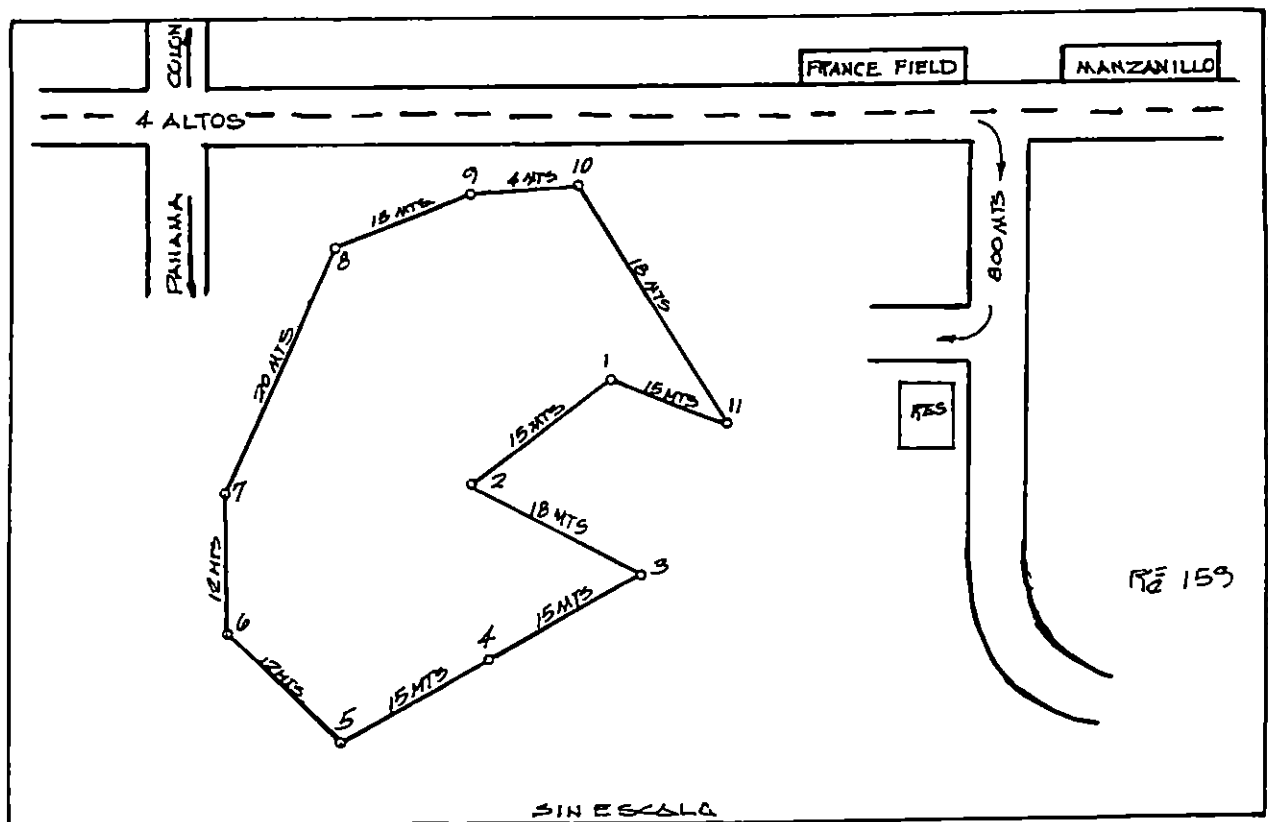 COLON
FRANCE FIELD
MANZANILLO
4 ALTOS
PANAMA
800 MTS
9
4 MTS
10
18 MTS
8
18 MTS
20 MTS
1
15 MTS
11
15 MTS
RES
7
2
18 MTS
3
12 MTS
15 MTS
4
6
12 MTS
15 MTS
5
159
SIN ESCALA